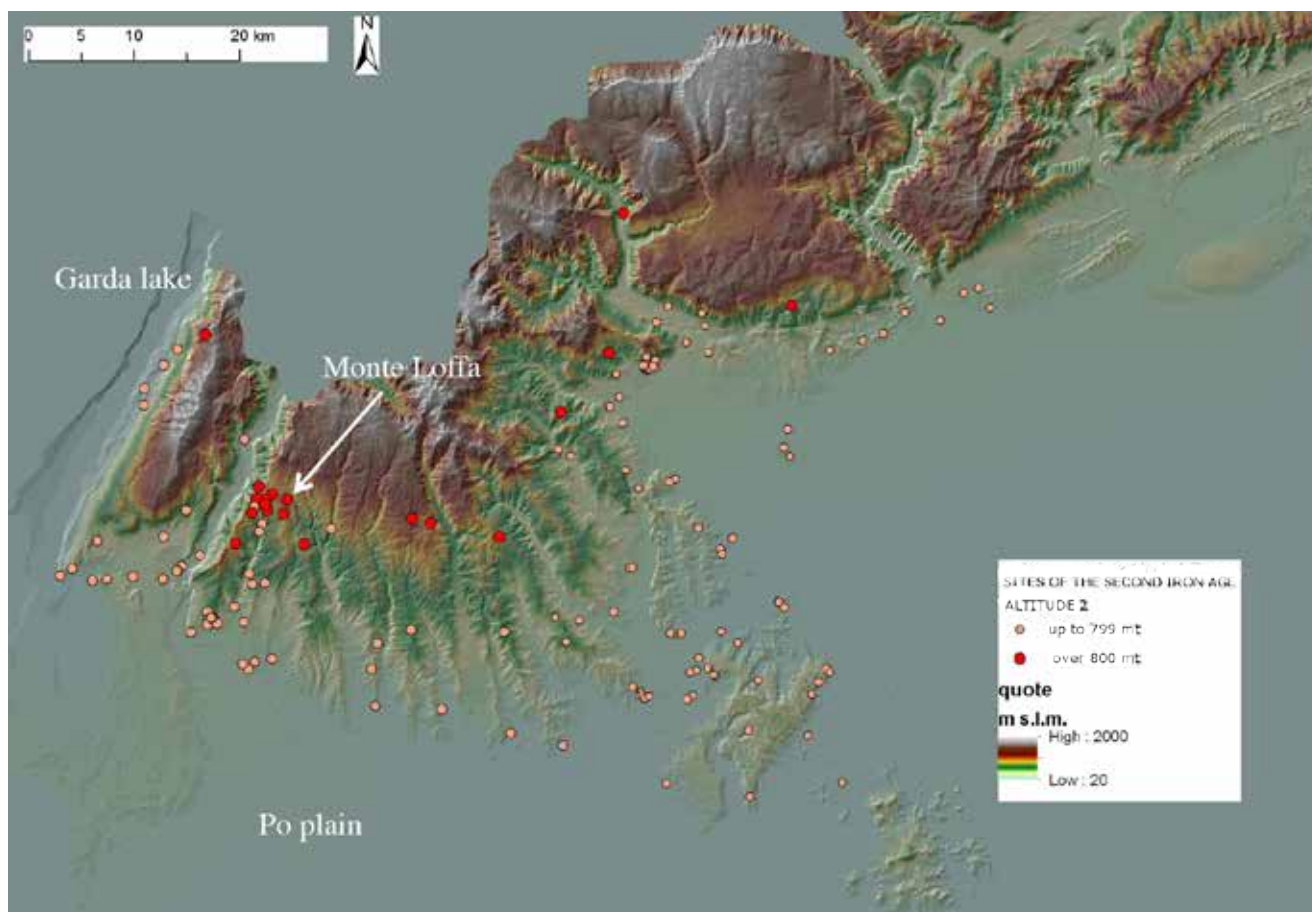 0 5 10 20 km
N
Garda lake
Monte Loffa
Po plain
SITES OF THE SECOND IRON AGE
ALTITUDE 2
up to 799 mt
over 800 mt
quote
m s.l.m.
High : 2000
Low : 20